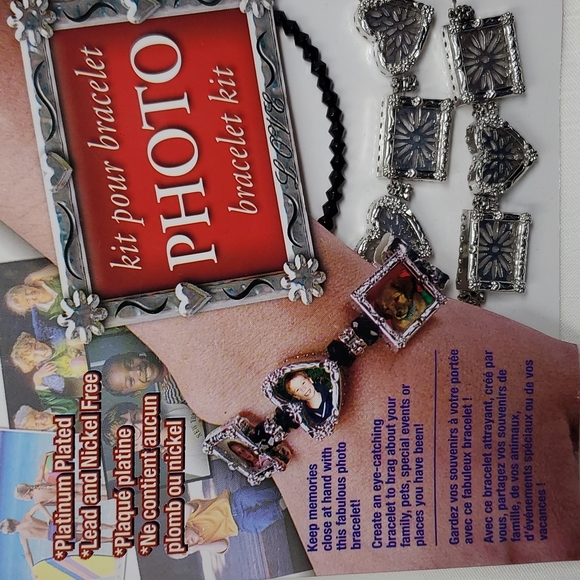 kit pour bracelet
PHOTO
bracelet kit
LOVE
*Platinum Plated
*Lead and Nickel Free
*Plaqué platine
*Ne contient aucun
plomb ou nickel
Keep memories
close at hand with
this fabulous photo
bracelet!
Create an eye-catching
bracelet to brag about your
family, pets, special events or
places you have been!
Gardez vos souvenirs à votre portée
avec ce fabuleux bracelet !
Avec ce bracelet attrayant, créé par
vous, partagez vos souvenirs de
famille, de vos animaux,
d'événements spéciaux ou de vos
vacances !